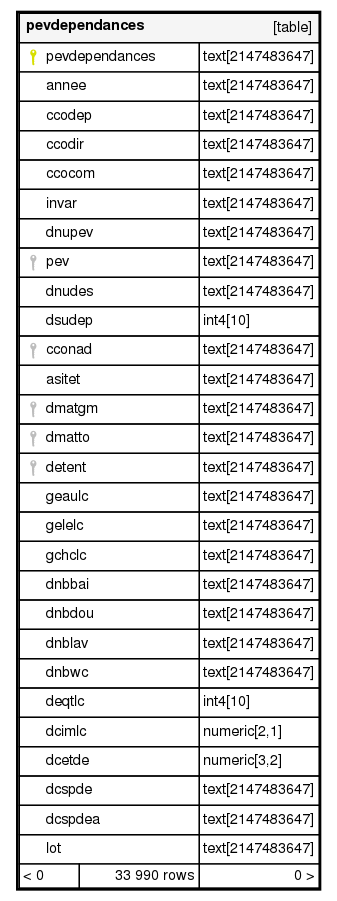 pevdependances [table]
pevdependances text[2147483647]
annee text[2147483647]
ccodep text[2147483647]
ccodir text[2147483647]
ccocom text[2147483647]
invar text[2147483647]
dnupev text[2147483647]
pev text[2147483647]
dnudes text[2147483647]
dsudep int4[10]
cconad text[2147483647]
asitet text[2147483647]
dmatgm text[2147483647]
dmatto text[2147483647]
detent text[2147483647]
geaulc text[2147483647]
gelelc text[2147483647]
gchclc text[2147483647]
dnbbai text[2147483647]
dnbdou text[2147483647]
dnblav text[2147483647]
dnbwc text[2147483647]
deqtlc int4[10]
dcimlc numeric[2,1]
dcetde numeric[3,2]
dcspde text[2147483647]
dcspdea text[2147483647]
lot text[2147483647]
< 0 33 990 rows 0 >